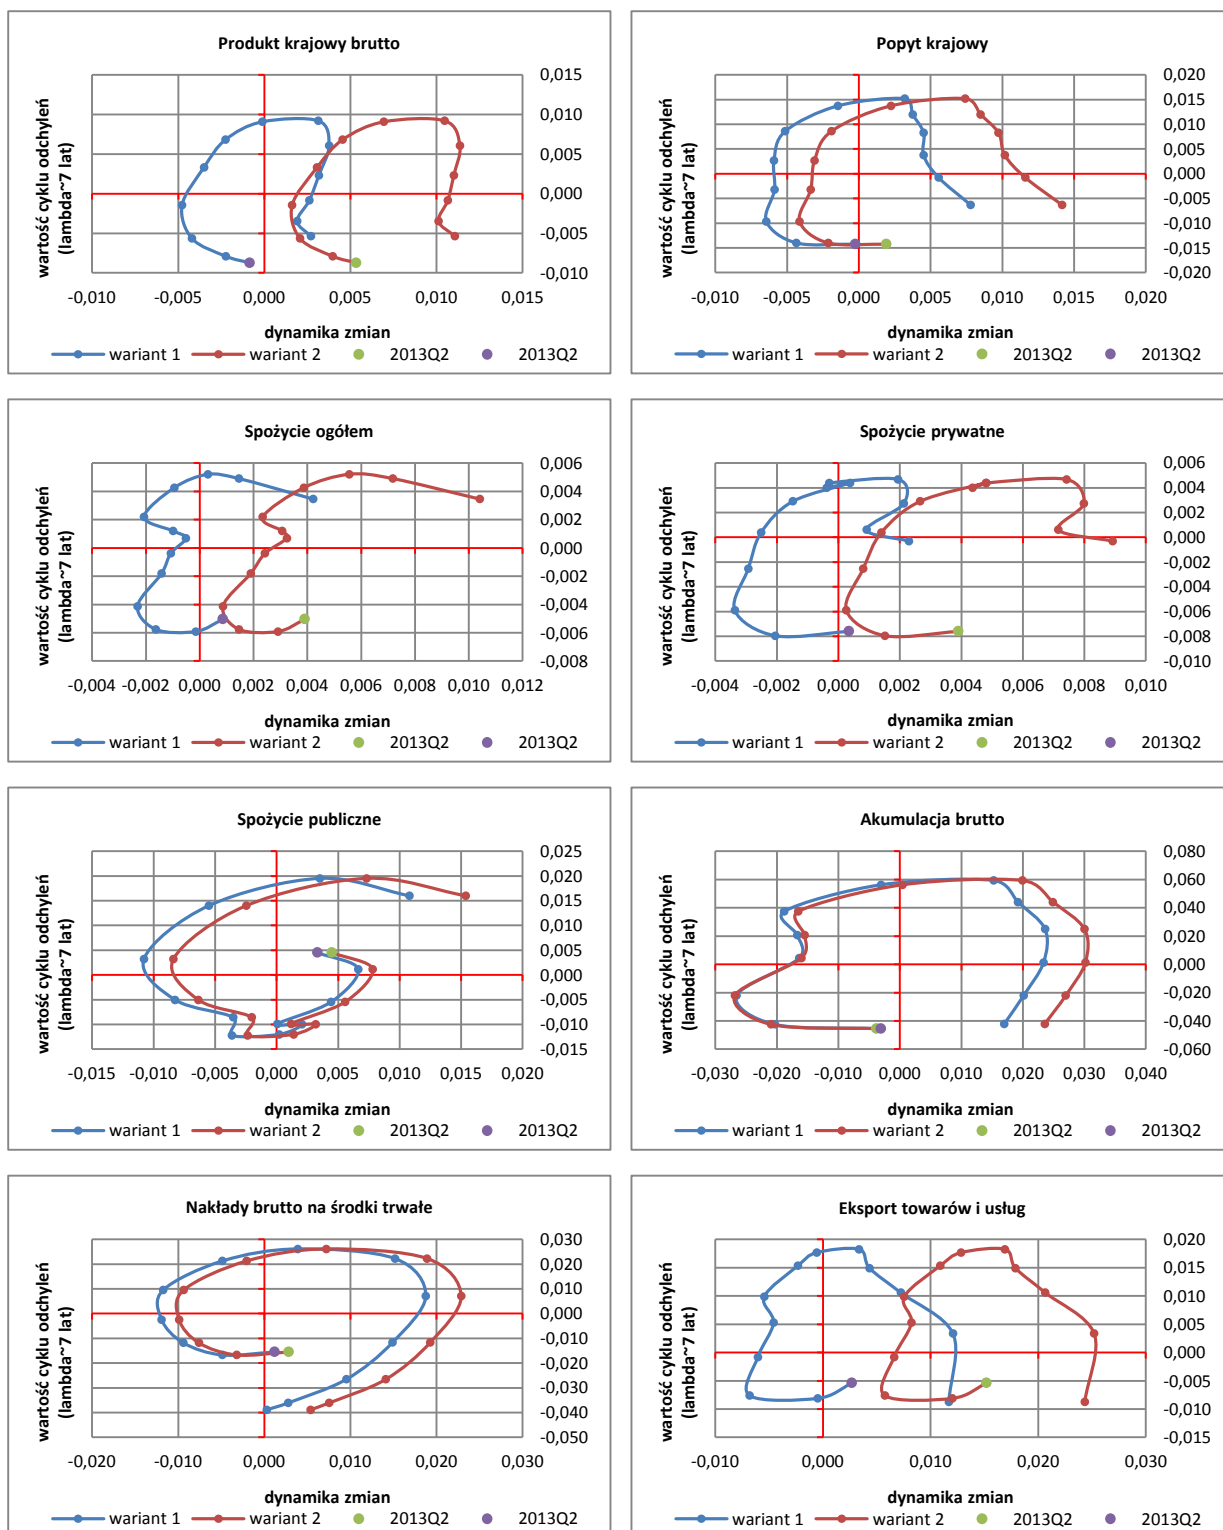 Produkt krajowy brutto
wartość cyklu odchyleń
(lambda~7 lat)
0,015
0,010
0,005
0,000
-0,005
-0,010
-0,010 -0,005 0,000 0,005 0,010 0,015
dynamika zmian
wariant 1 wariant 2 2013Q2 2013Q2
Popyt krajowy
wartość cyklu odchyleń
(lambda~7 lat)
0,020
0,015
0,010
0,005
0,000
-0,005
-0,010
-0,015
-0,020
-0,010 -0,005 0,000 0,005 0,010 0,015 0,020
dynamika zmian
wariant 1 wariant 2 2013Q2 2013Q2
Spożycie ogółem
wartość cyklu odchyleń
(lambda~7 lat)
0,006
0,004
0,002
0,000
-0,002
-0,004
-0,006
-0,008
-0,004 -0,002 0,000 0,002 0,004 0,006 0,008 0,010 0,012
dynamika zmian
wariant 1 wariant 2 2013Q2 2013Q2
Spożycie prywatne
wartość cyklu odchyleń
(lambda~7 lat)
0,006
0,004
0,002
0,000
-0,002
-0,004
-0,006
-0,008
-0,010
-0,004 -0,002 0,000 0,002 0,004 0,006 0,008 0,010
dynamika zmian
wariant 1 wariant 2 2013Q2 2013Q2
Spożycie publiczne
wartość cyklu odchyleń
(lambda~7 lat)
0,025
0,020
0,015
0,010
0,005
0,000
-0,005
-0,010
-0,015
-0,015 -0,010 -0,005 0,000 0,005 0,010 0,015 0,020
dynamika zmian
wariant 1 wariant 2 2013Q2 2013Q2
Akumulacja brutto
wartość cyklu odchyleń
(lambda~7 lat)
0,080
0,060
0,040
0,020
0,000
-0,020
-0,040
-0,060
-0,030 -0,020 -0,010 0,000 0,010 0,020 0,030 0,040
dynamika zmian
wariant 1 wariant 2 2013Q2 2013Q2
Nakłady brutto na środki trwałe
wartość cyklu odchyleń
(lambda~7 lat)
0,030
0,020
0,010
0,000
-0,010
-0,020
-0,030
-0,040
-0,050
-0,020 -0,010 0,000 0,010 0,020 0,030
dynamika zmian
wariant 1 wariant 2 2013Q2 2013Q2
Eksport towarów i usług
wartość cyklu odchyleń
(lambda~7 lat)
0,020
0,015
0,010
0,005
0,000
-0,005
-0,010
-0,015
-0,010 0,000 0,010 0,020 0,030
dynamika zmian
wariant 1 wariant 2 2013Q2 2013Q2